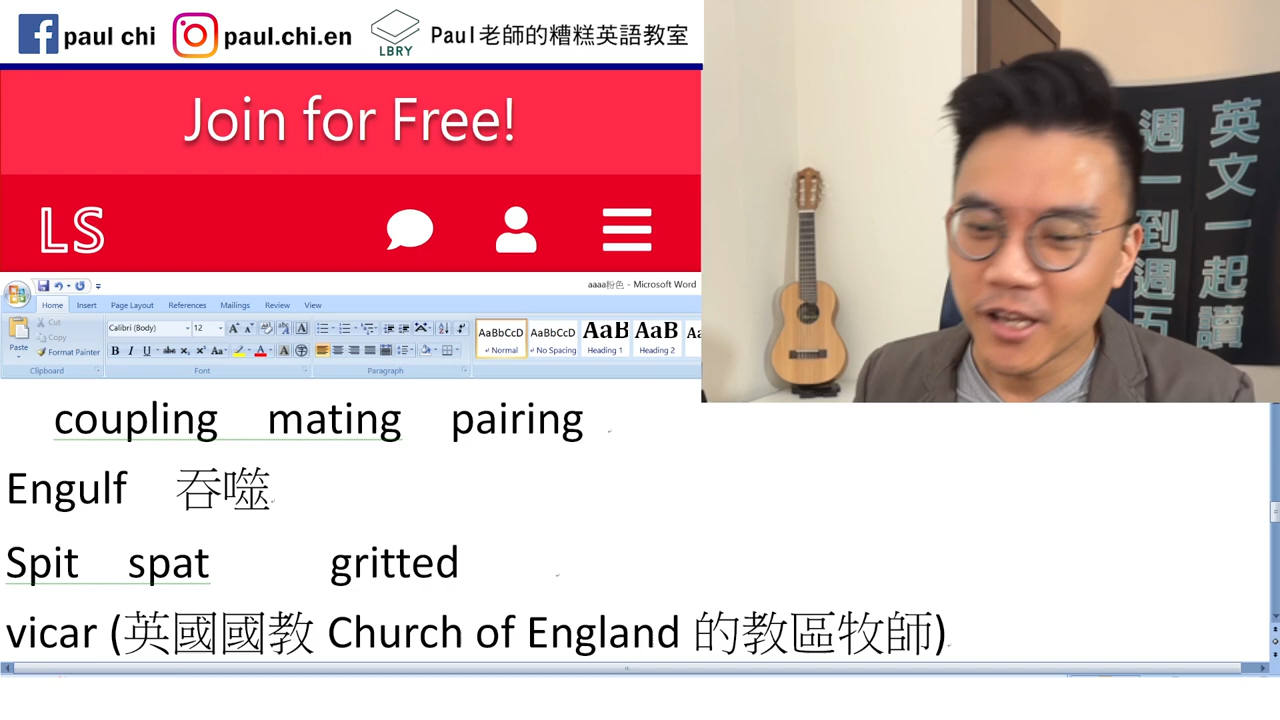 paul chi paul.chi.en LBRY Paul老師的糟糕英語教室
Join for Free!
LS
aaaa粉色 - Microsoft Word
Home Insert Page Layout References Mailings Review View
Paste Cut Copy Format Painter
Calibri (Body) 12
AaBbCcD AaBbCcD AaB AaB Aa
Normal No Spacing Heading 1 Heading 2
Clipboard Font Paragraph
coupling mating pairing
Engulf 吞噬
Spit spat gritted
vicar (英國國教 Church of England 的教區牧師)
英文一起讀
週一到週五